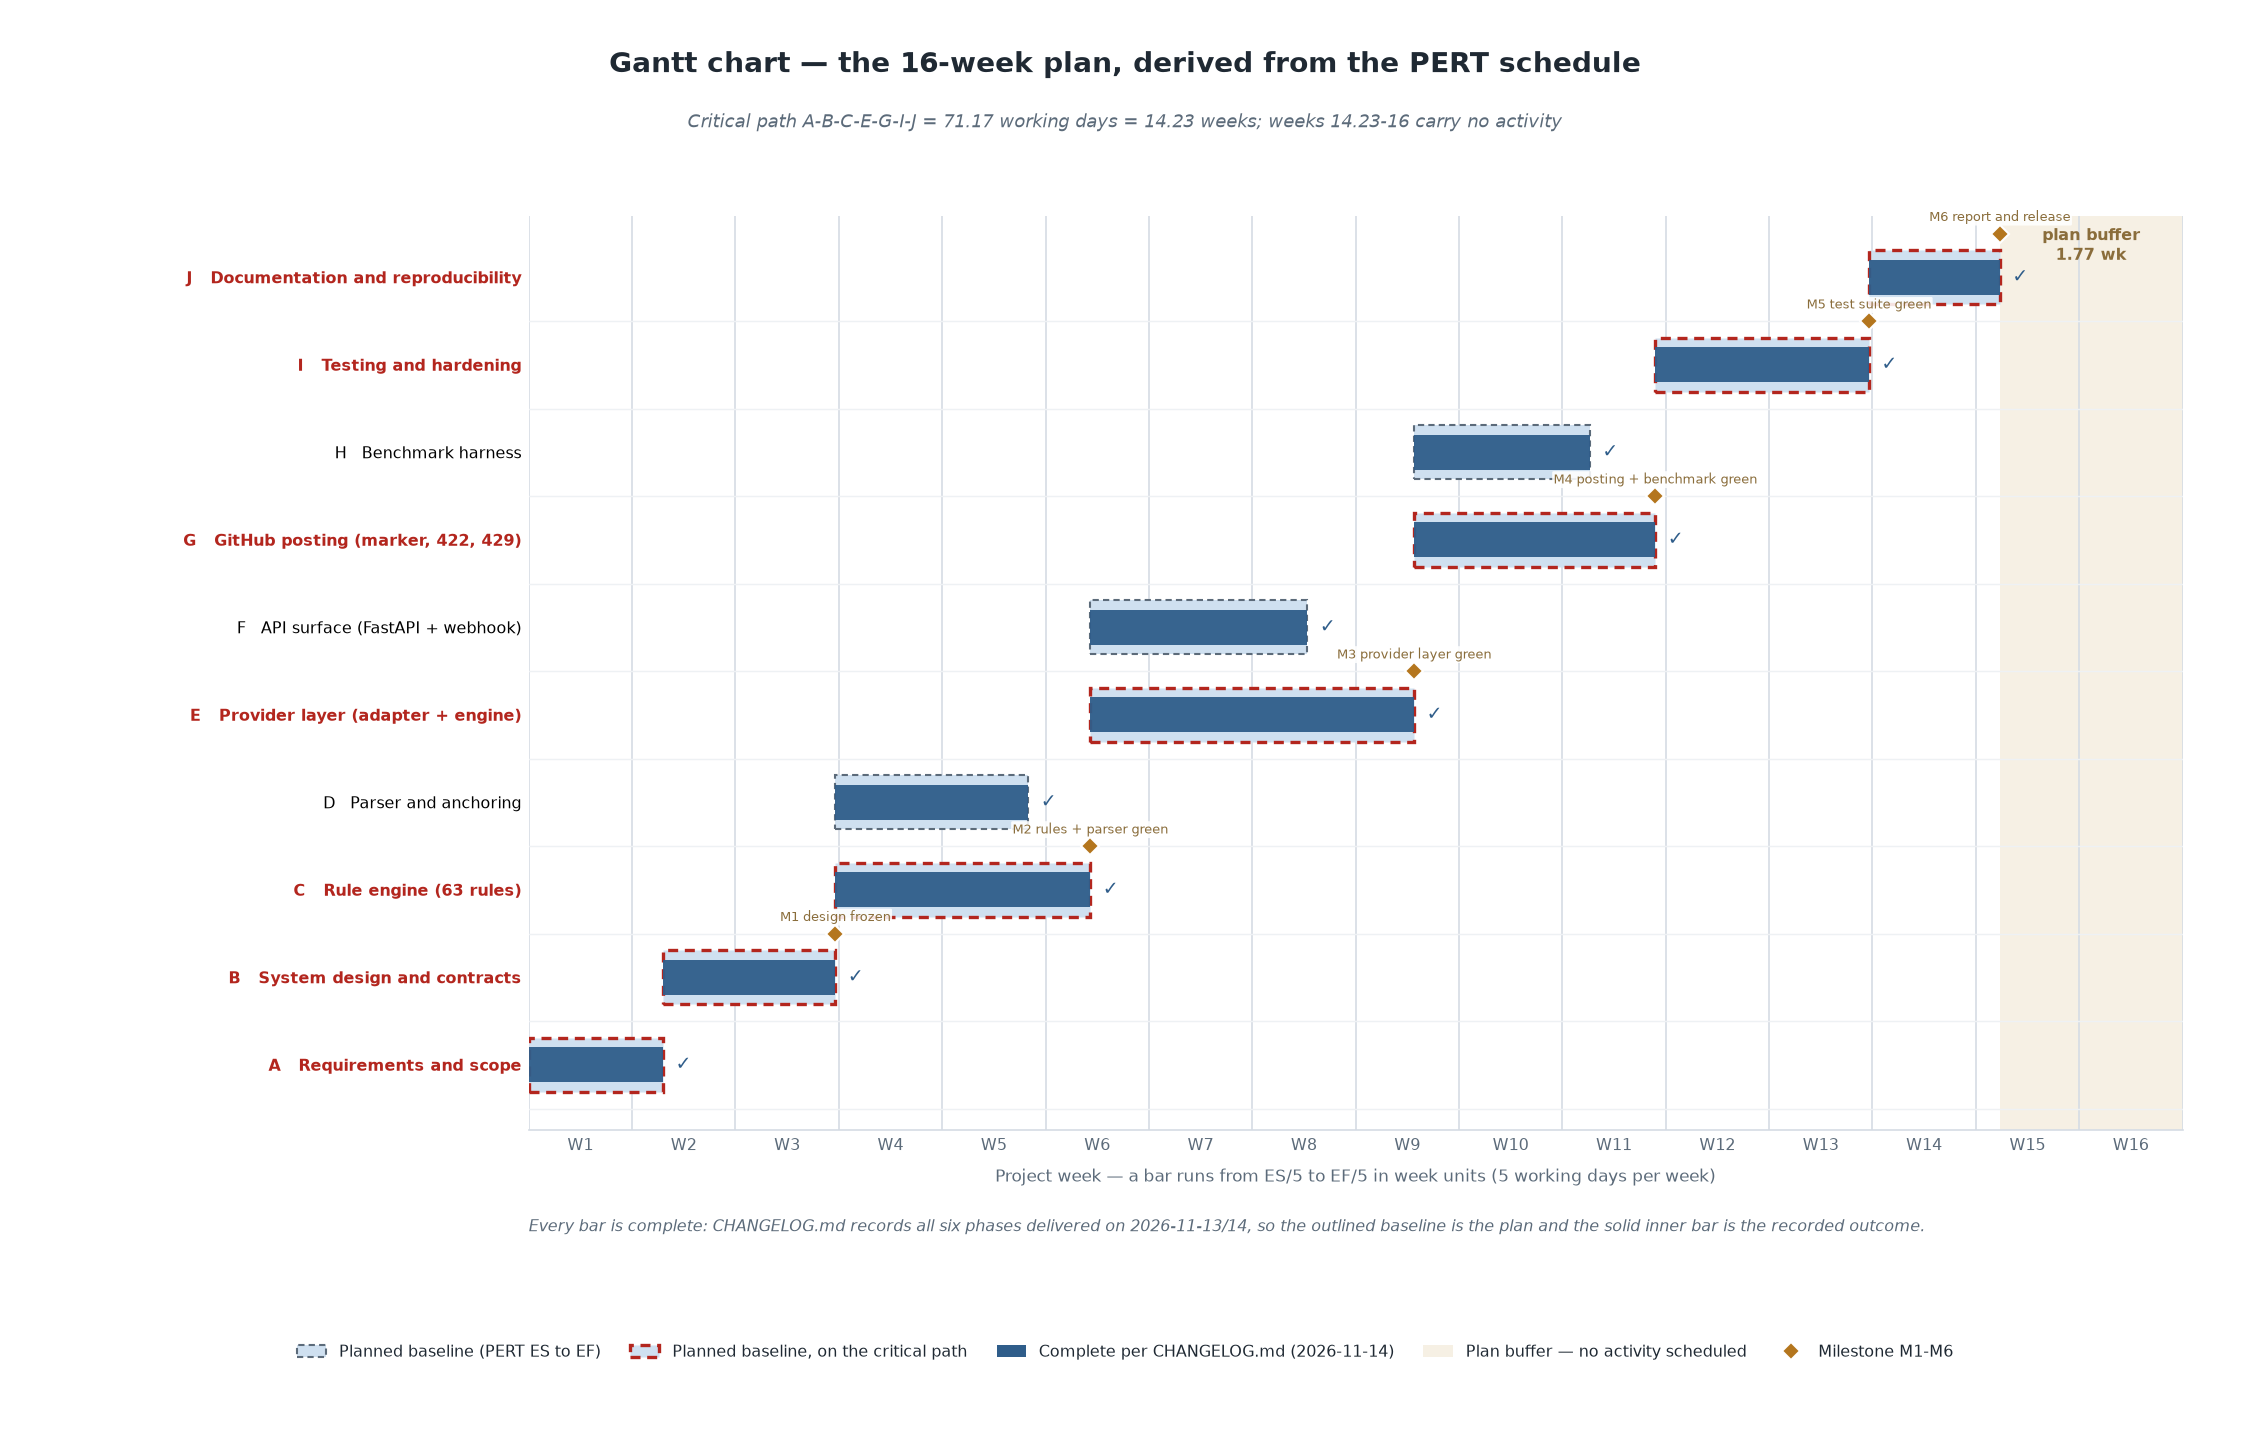 Gantt chart — the 16-week plan, derived from the PERT schedule
Critical path A-B-C-E-G-I-J = 71.17 working days = 14.23 weeks; weeks 14.23-16 carry no activity
M6 report and release
plan buffer
1.77 wk
J Documentation and reproducibility
✓
M5 test suite green
I Testing and hardening
✓
H Benchmark harness
✓
M4 posting + benchmark green
G GitHub posting (marker, 422, 429)
✓
F API surface (FastAPI + webhook)
✓
M3 provider layer green
E Provider layer (adapter + engine)
✓
D Parser and anchoring
✓
M2 rules + parser green
C Rule engine (63 rules)
✓
M1 design frozen
B System design and contracts
✓
A Requirements and scope
✓
W1 W2 W3 W4 W5 W6 W7 W8 W9 W10 W11 W12 W13 W14 W15 W16
Project week — a bar runs from ES/5 to EF/5 in week units (5 working days per week)
Every bar is complete: CHANGELOG.md records all six phases delivered on 2026-11-13/14, so the outlined baseline is the plan and the solid inner bar is the recorded outcome.
Planned baseline (PERT ES to EF) Planned baseline, on the critical path Complete per CHANGELOG.md (2026-11-14) Plan buffer — no activity scheduled Milestone M1-M6